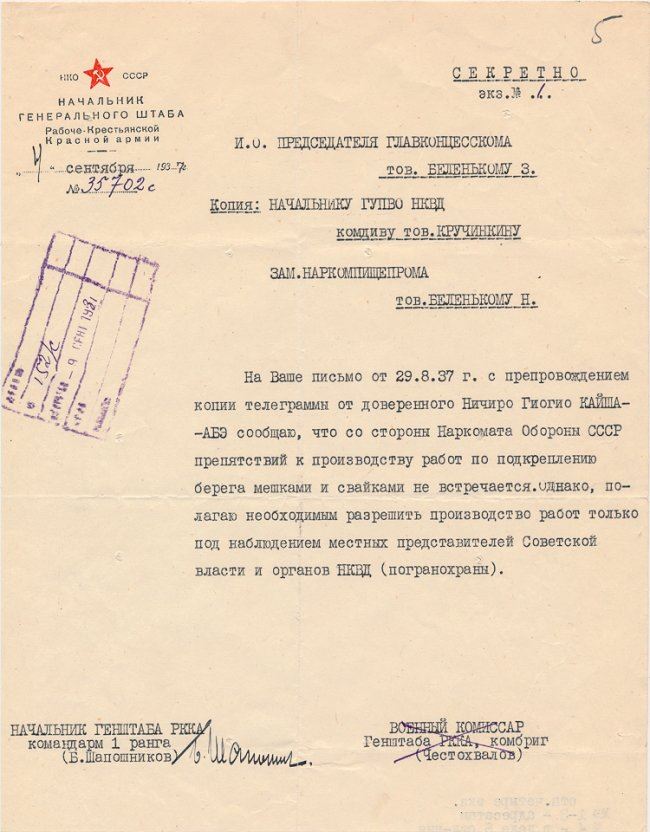 5
НКО СССР
НАЧАЛЬНИК
ГЕНЕРАЛЬНОГО ШТАБА
Рабоче-Крестьянской
Красной армии
„4" сентября 1937г
№ 35702с
СЕКРЕТНО
экз.№ 1.
И.О. ПРЕДСЕДАТЕЛЯ ГЛАВКОНЦЕССКОМА
тов. БЕЛЕНЬКОМУ З.
Копия: НАЧАЛЬНИКУ ГУПВО НКВД
комдиву тов.КРУЧИНКИНУ
ЗАМ.НАРКОМПИЩЕПРОМА
тов.БЕЛЕНЬКОМУ Н.
152/с
- 9 СЕН 1937
На Ваше письмо от 29.8.37 г. с препровождением
копии телеграммы от доверенного Ничиро Гиогио КАЙША-
-АБЭ сообщаю, что со стороны Наркомата Обороны СССР
препятствий к производству работ по подкреплению
берега мешками и свайками не встречается.Однако, по-
лагаю необходимым разрешить производство работ только
под наблюдением местных представителей Советской
власти и органов НКВД (погранохраны).
НАЧАЛЬНИК ГЕНШТАБА РККА
командарм 1 ранга
(Б.Шапошников)
Б. Шапошник
ВОЕННЫЙ КОМИССАР
Генштаба РККА, комбриг
(Честохвалов)